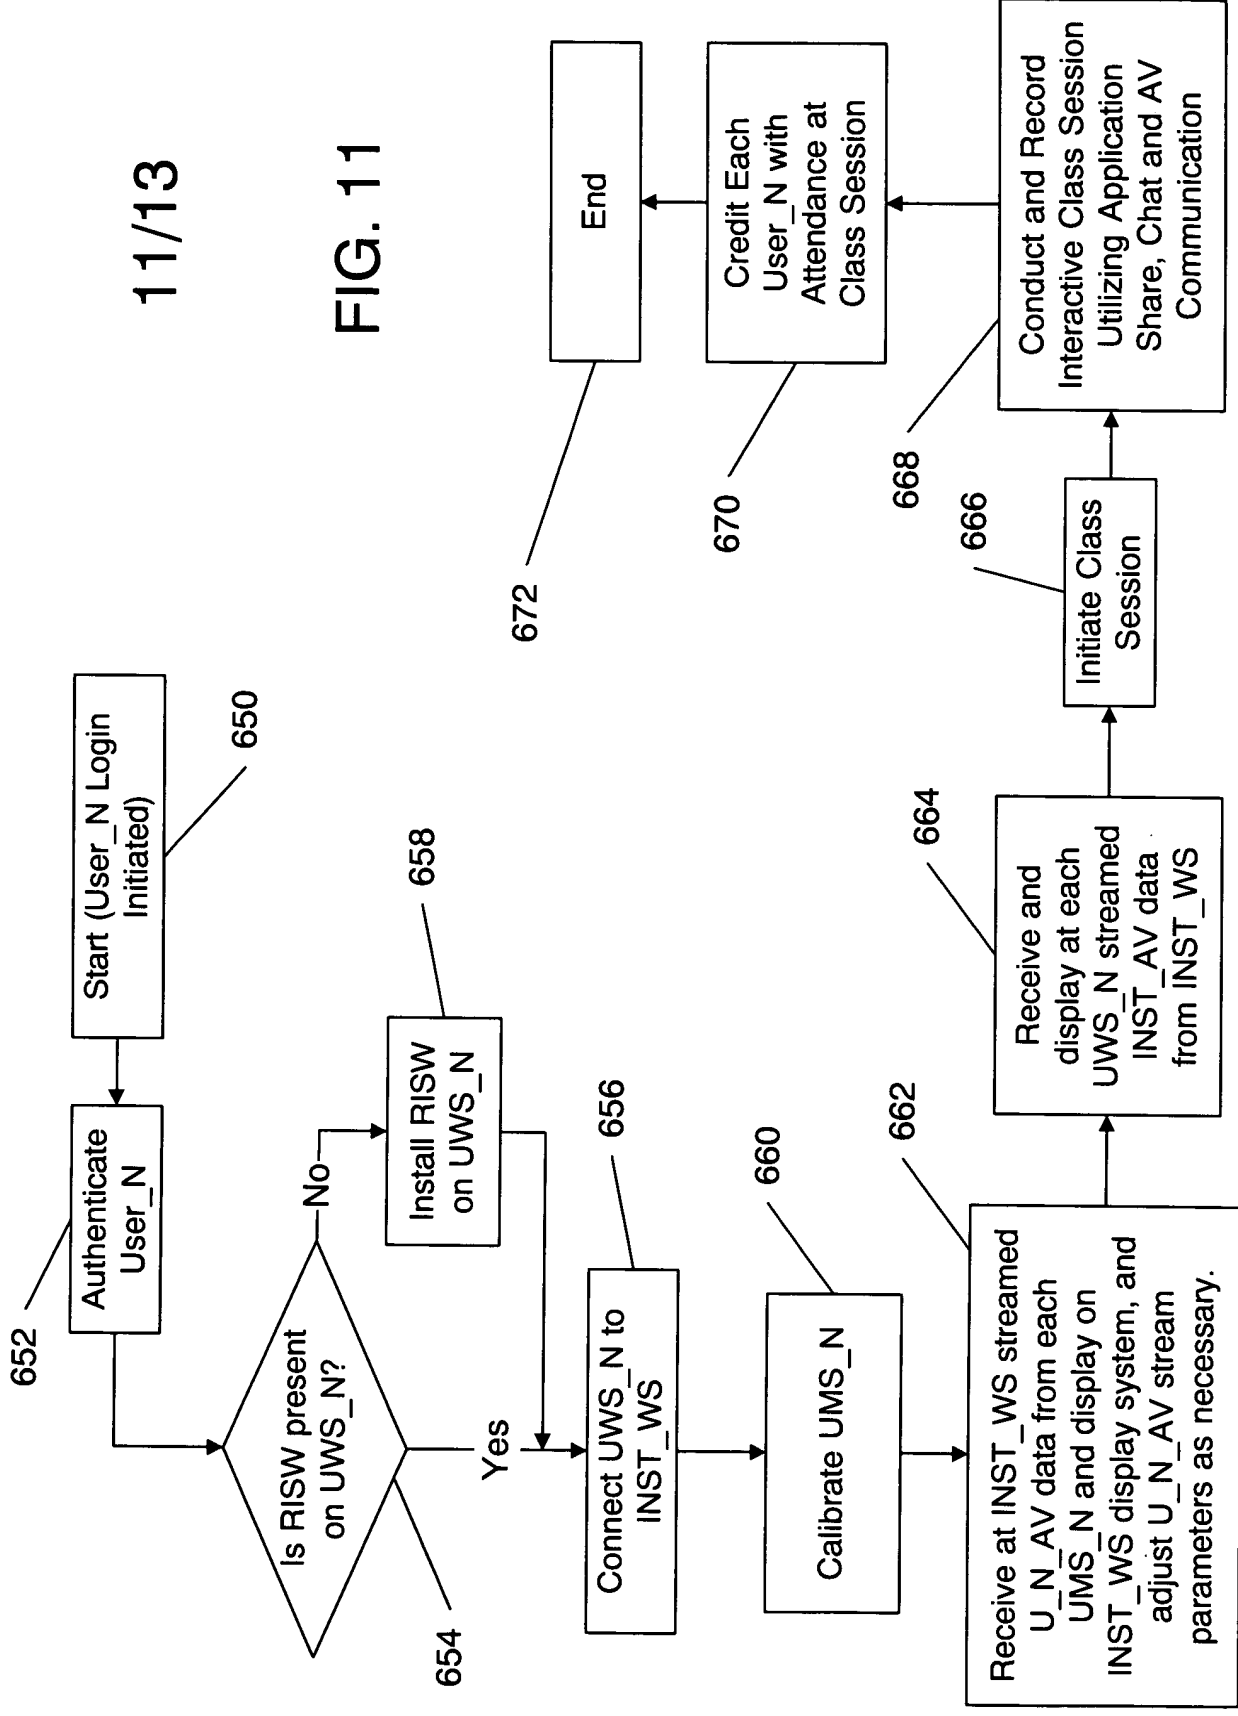 11/13
FIG. 11
Start (User_N Login
Initiated)
650
Authenticate
User_N
652
Is RISW present
on UWS_N?
654
No
Install RISW
on UWS_N
658
Yes
Connect UWS_N to
INST_WS
656
Calibrate UMS_N
660
Receive at INST_WS streamed
U_N_AV data from each
UMS_N and display on
INST_WS display system, and
adjust U_N_AV stream
parameters as necessary.
662
Receive and
display at each
UWS_N streamed
INST_AV data
from INST_WS
664
Initiate Class
Session
666
Conduct and Record
Interactive Class Session
Utilizing Application
Share, Chat and AV
Communication
668
Credit Each
User_N with
Attendance at
Class Session
670
End
672